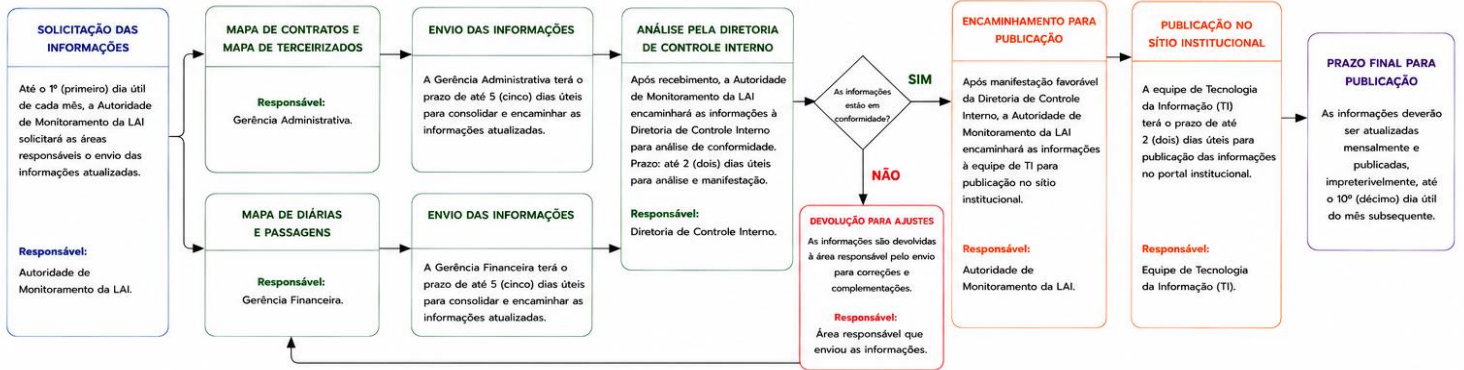 SOLICITAÇÃO DAS
INFORMAÇÕES
Até o 1º (primeiro) dia útil
de cada mês, a Autoridade
de Monitoramento da LAI
solicitará as áreas
responsáveis o envio das
informações atualizadas.
Responsável:
Autoridade de
Monitoramento da LAI.
MAPA DE CONTRATOS E
MAPA DE TERCEIRIZADOS
Responsável:
Gerência Administrativa.
ENVIO DAS INFORMAÇÕES
A Gerência Administrativa terá o
prazo de até 5 (cinco) dias úteis
para consolidar e encaminhar as
informações atualizadas.
MAPA DE DIÁRIAS
E PASSAGENS
Responsável:
Gerência Financeira.
ENVIO DAS INFORMAÇÕES
A Gerência Financeira terá o
prazo de até 5 (cinco) dias úteis
para consolidar e encaminhar as
informações atualizadas.
ANÁLISE PELA DIRETORIA
DE CONTROLE INTERNO
Após recebimento, a Autoridade
de Monitoramento da LAI
encaminhará as informações à
Diretoria de Controle Interno
para análise de conformidade.
Prazo: até 2 (dois) dias úteis
para análise e manifestação.
Responsável:
Diretoria de Controle Interno.
As informações
estão em
conformidade?
SIM
NÃO
DEVOLUÇÃO PARA AJUSTES
As informações são devolvidas
à área responsável pelo envio
para correções e
complementações.
Responsável:
Área responsável que
enviou as informações.
ENCAMINHAMENTO PARA
PUBLICAÇÃO
Após manifestação favorável
da Diretoria de Controle
Interno, a Autoridade de
Monitoramento da LAI
encaminhará as informações
à equipe de TI para
publicação no sítio
institucional.
Responsável:
Autoridade de
Monitoramento da LAI.
PUBLICAÇÃO NO
SÍTIO INSTITUCIONAL
A equipe de Tecnologia
da Informação (TI)
terá o prazo de até
2 (dois) dias úteis para
publicação das informações
no portal institucional.
Responsável:
Equipe de Tecnologia
da Informação (TI).
PRAZO FINAL PARA
PUBLICAÇÃO
As informações deverão
ser atualizadas
mensalmente e
publicadas,
impreterivelmente, até
o 10º (décimo) dia útil
do mês subsequente.